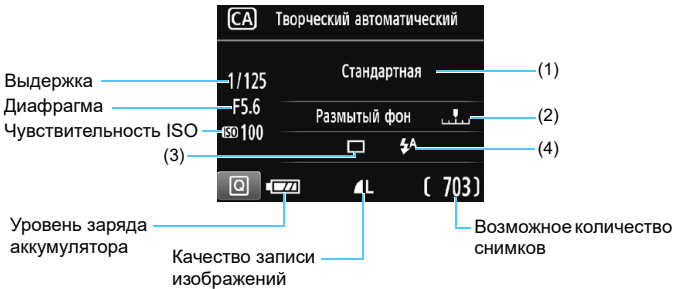 CA Творческий автоматический
Стандартная
(1)
Выдержка
1/125
Диафрагма
F5.6
Размытый фон
(2)
Чувствительность ISO
ISO 100
(3)
A
(4)
Q
L
( 703)
Уровень заряда
аккумулятора
Качество записи
изображений
Возможное количество
снимков